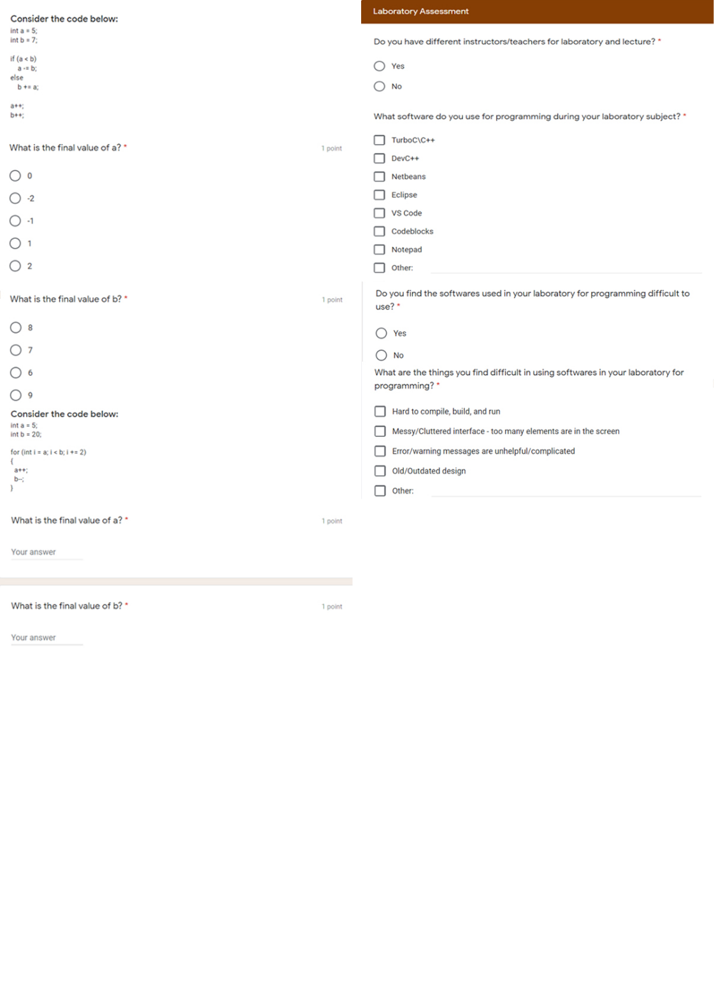 Consider the code below:
int a = 5;
int b = 7;
if (a < b)
a -= b;
else
b += a;
a++;
b++;
What is the final value of a? *
1 point
0
-2
-1
1
2
What is the final value of b? *
1 point
8
7
6
9
Consider the code below:
int a = 5;
int b = 20;
for (int i = a; i < b; i += 2)
{
a++;
b--;
}
What is the final value of a? *
1 point
Your answer
What is the final value of b? *
1 point
Your answer
Laboratory Assessment
Do you have different instructors/teachers for laboratory and lecture? *
Yes
No
What software do you use for programming during your laboratory subject? *
TurboC\C++
DevC++
Netbeans
Eclipse
VS Code
Codeblocks
Notepad
Other:
Do you find the softwares used in your laboratory for programming difficult to
use? *
Yes
No
What are the things you find difficult in using softwares in your laboratory for
programming? *
Hard to compile, build, and run
Messy/Cluttered interface - too many elements are in the screen
Error/warning messages are unhelpful/complicated
Old/Outdated design
Other: